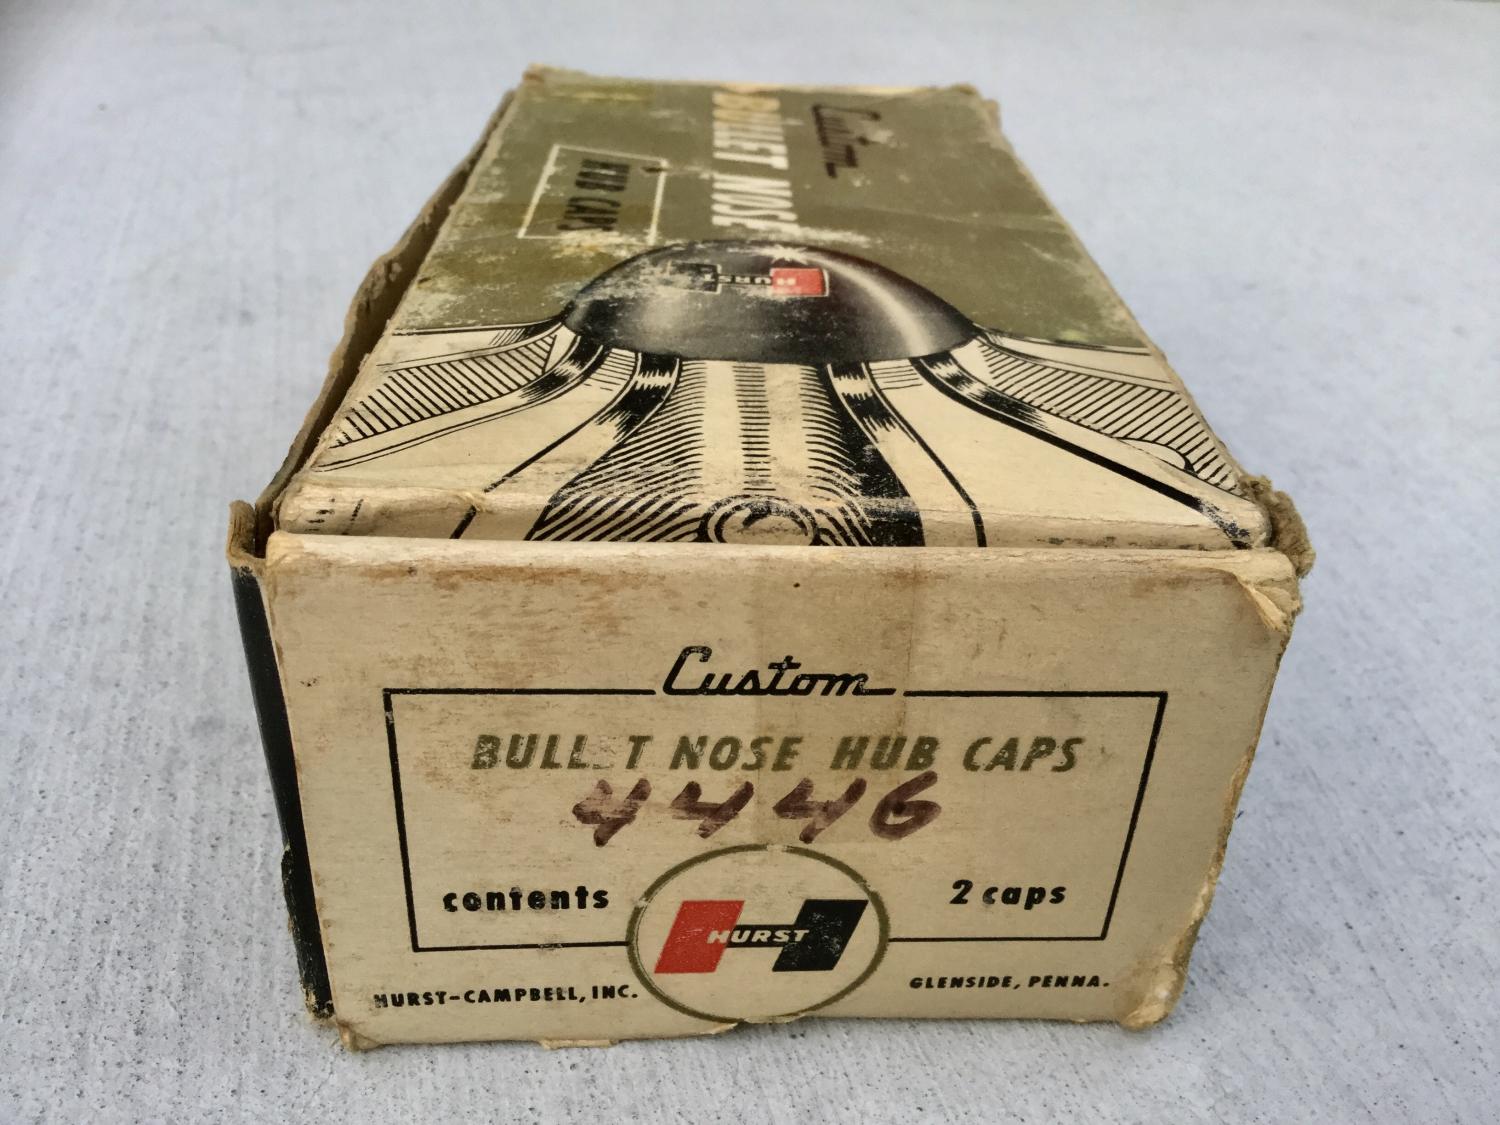 Custom
BULLET NOSE
HUB CAPS
HURST
Custom
BULL T NOSE HUB CAPS
4446
contents
2 caps
HURST
HURST-CAMPBELL, INC.
GLENSIDE, PENNA.